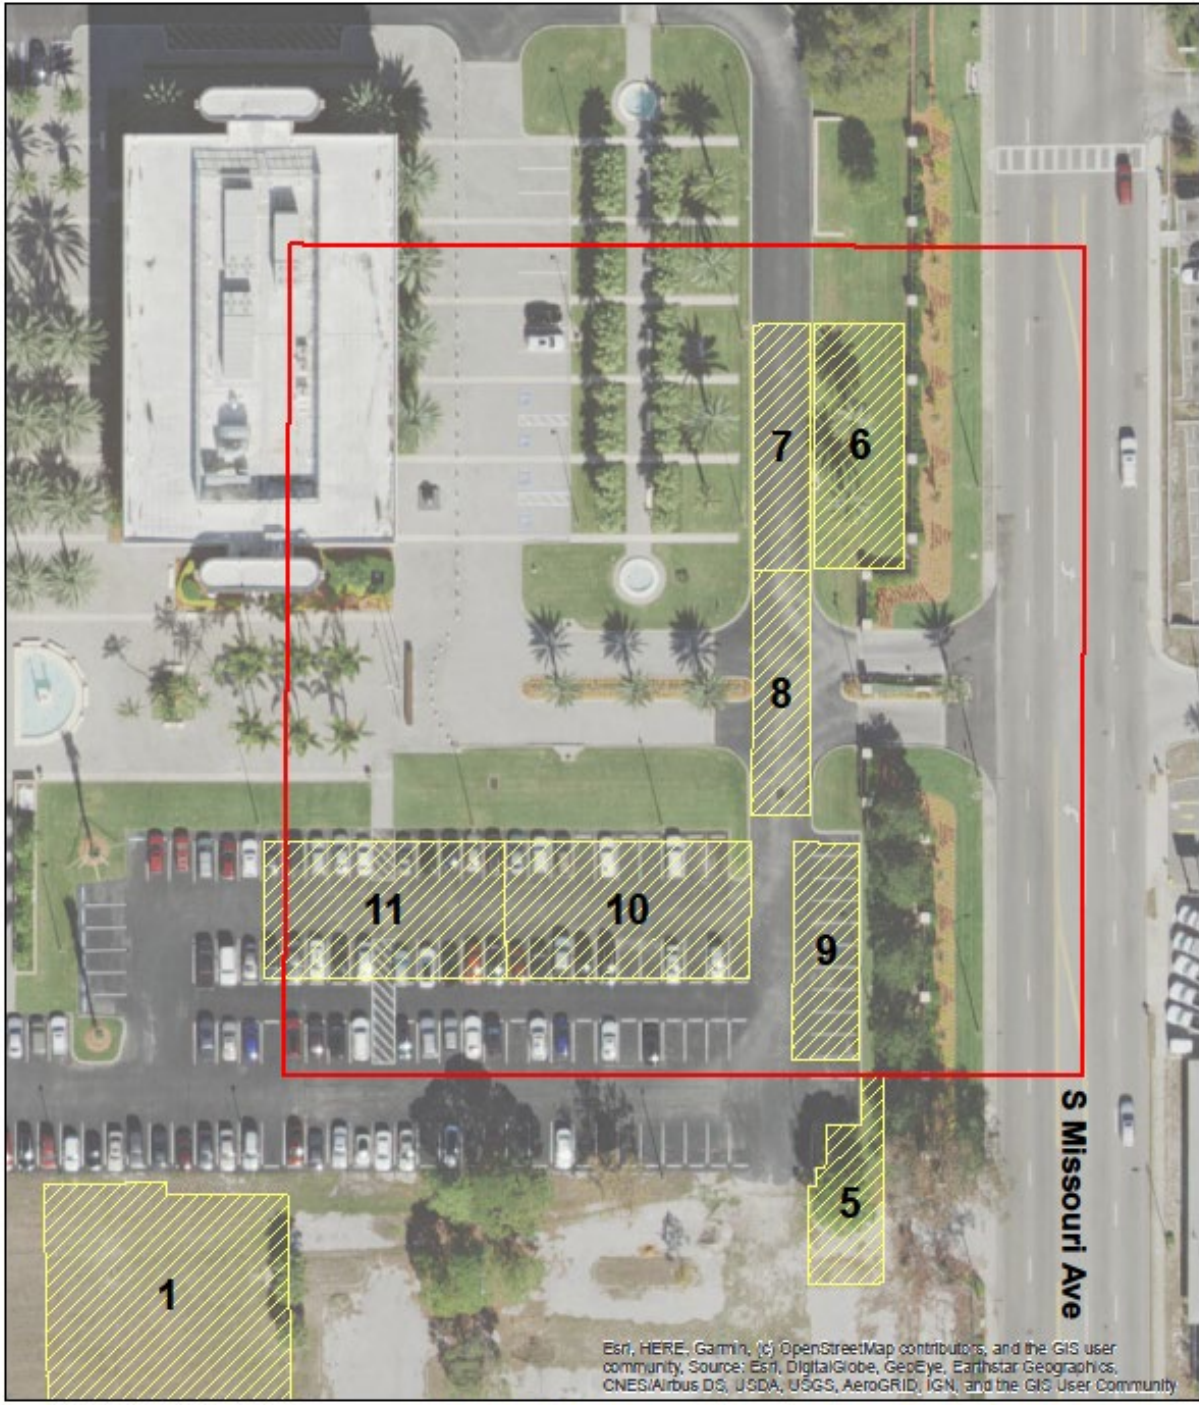 7
6
8
11
10
9
5
1
S Missouri Ave
Esri, HERE, Garmin, (c) OpenStreetMap contributors, and the GIS user
community, Source: Esri, DigitalGlobe, GeoEye, Earthstar Geographics,
CNES/Airbus DS, USDA, USGS, AeroGRID, IGN, and the GIS User Community